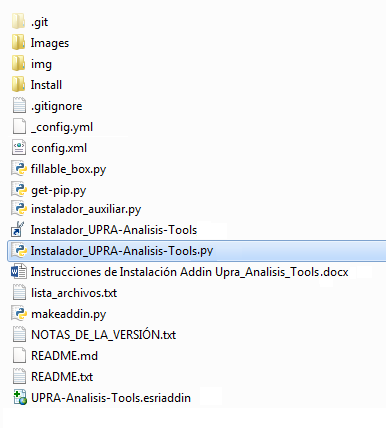 .git
Images
img
Install
.gitignore
_config.yml
config.xml
fillable_box.py
get-pip.py
instalador_auxiliar.py
Instalador_UPRA-Analisis-Tools
Instalador_UPRA-Analisis-Tools.py
Instrucciones de Instalación Addin Upra_Analisis_Tools.docx
lista_archivos.txt
makeaddin.py
NOTAS_DE_LA_VERSIÓN.txt
README.md
README.txt
UPRA-Analisis-Tools.esriaddin